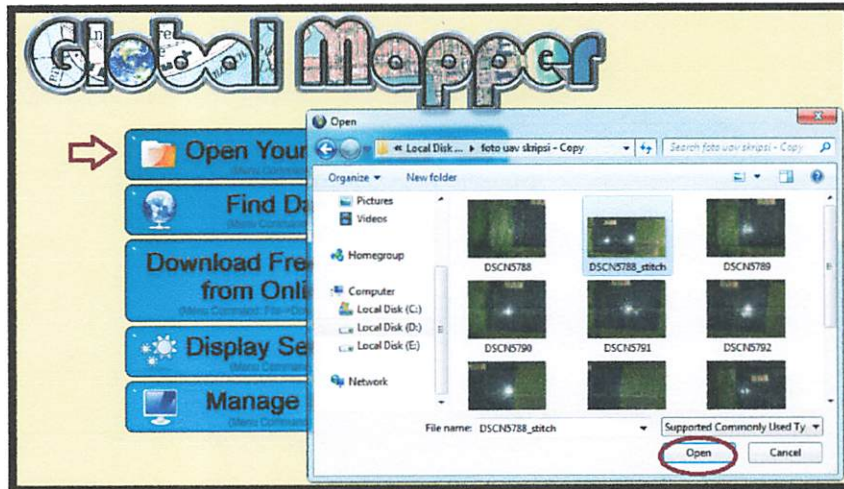 Global Mapper
Open Your
Find Da
Download Fre
from Onli
Display Se
Manage
Open
« Local Disk ... ▸ foto uav skripsi - Copy
Search foto uav skripsi - Copy
Organize
New folder
Pictures
Videos
Homegroup
Computer
Local Disk (C:)
Local Disk (D:)
Local Disk (E:)
Network
DSCN5788
DSCN5788_stitch
DSCN5789
DSCN5790
DSCN5791
DSCN5792
File name: DSCN5788_stitch
Supported Commonly Used Ty
Open
Cancel